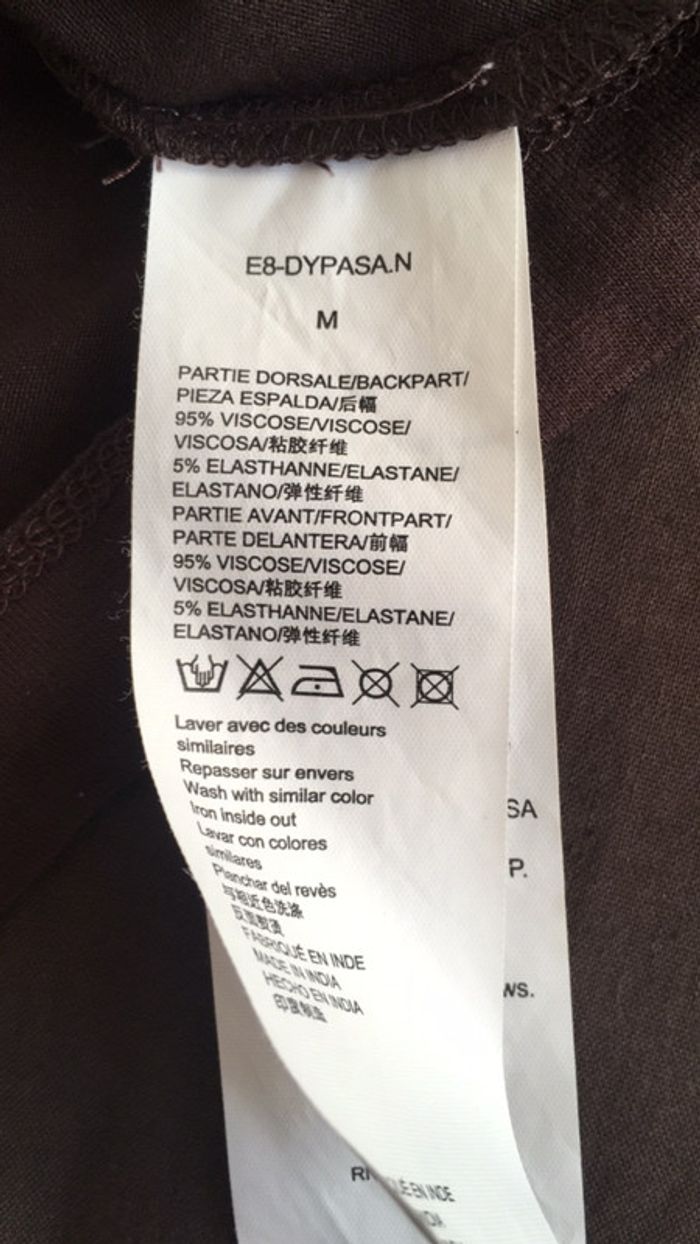 E8-DYPASA.N
M
PARTIE DORSALE/BACKPART/
PIEZA ESPALDA/后幅
95% VISCOSE/VISCOSE/
VISCOSA/粘胶纤维
5% ELASTHANNE/ELASTANE/
ELASTANO/弹性纤维
PARTIE AVANT/FRONTPART/
PARTE DELANTERA/前幅
95% VISCOSE/VISCOSE/
VISCOSA/粘胶纤维
5% ELASTHANNE/ELASTANE/
ELASTANO/弹性纤维
Laver avec des couleurs
similaires
Repasser sur envers
Wash with similar color
Iron inside out
Lavar con colores
similares
Planchar del revès
与相近色洗涤
反面熨烫
FABRIQUÉ EN INDE
MADE IN INDIA
HECHO EN INDIA
印度制造
SA
P.
WS.
RI
UÉ EN INDE